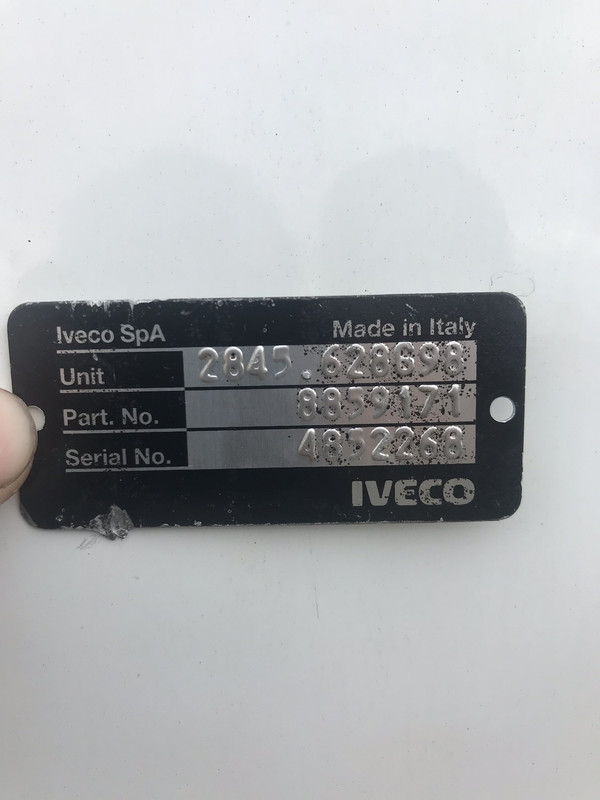 Iveco SpA
Made in Italy
Unit 2845.628698
Part. No. 8859171
Serial No. 4852268
IVECO